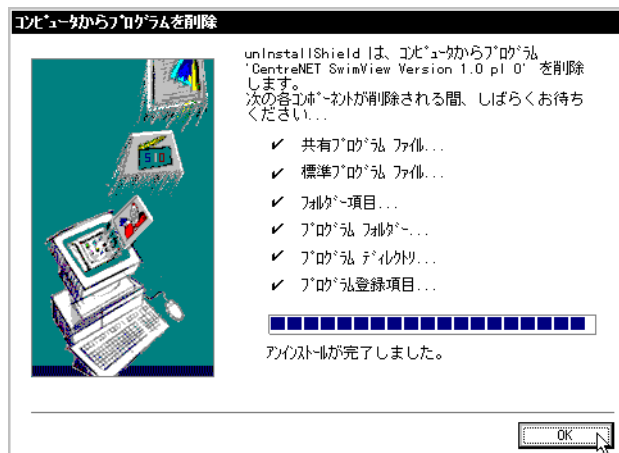 ｺﾝﾋﾟｭｰﾀからﾌﾟﾛｸﾞﾗﾑを削除
unInstallShield は、ｺﾝﾋﾟｭｰﾀからﾌﾟﾛｸﾞﾗﾑ
'CentreNET SwimView Version 1.0 pl 0' を削除
します。
次の各ｺﾝﾎﾟｰﾈﾝﾄが削除される間、しばらくお待ち
ください...
✔ 共有ﾌﾟﾛｸﾞﾗﾑ ﾌｧｲﾙ...
✔ 標準ﾌﾟﾛｸﾞﾗﾑ ﾌｧｲﾙ...
✔ ﾌｫﾙﾀﾞｰ項目...
✔ ﾌﾟﾛｸﾞﾗﾑ ﾌｫﾙﾀﾞｰ...
✔ ﾌﾟﾛｸﾞﾗﾑ ﾃﾞｨﾚｸﾄﾘ...
✔ ﾌﾟﾛｸﾞﾗﾑ登録項目...
ｱﾝｲﾝｽﾄｰﾙが完了しました。
OK